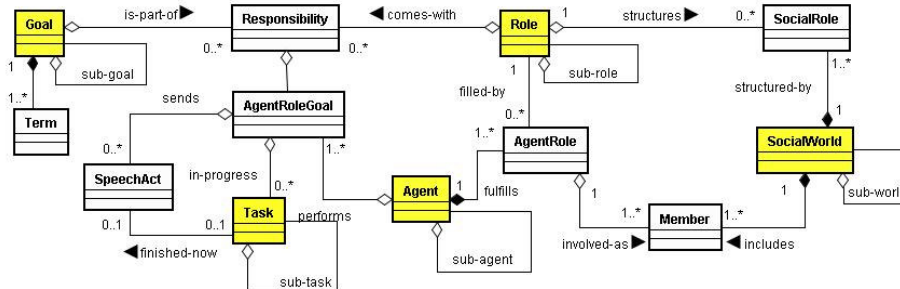 is-part-of
comes-with
1
structures
Goal
Responsibility
Role
SocialRole
0..*
0..*
0..*
1
sub-goal
1
sub-role
1..*
1..*
sends
filled-by
structured-by
Term
AgentRoleGoal
0..*
1
1..*
AgentRole
SocialWorld
0..*
1..*
SpeechAct
in-progress
Agent
1
fulfills
1
1
sub-worl
0..*
Task
performs
1..*
Member
1..*
0..1
0..1
finished-now
sub-agent
involved-as
includes
sub-task